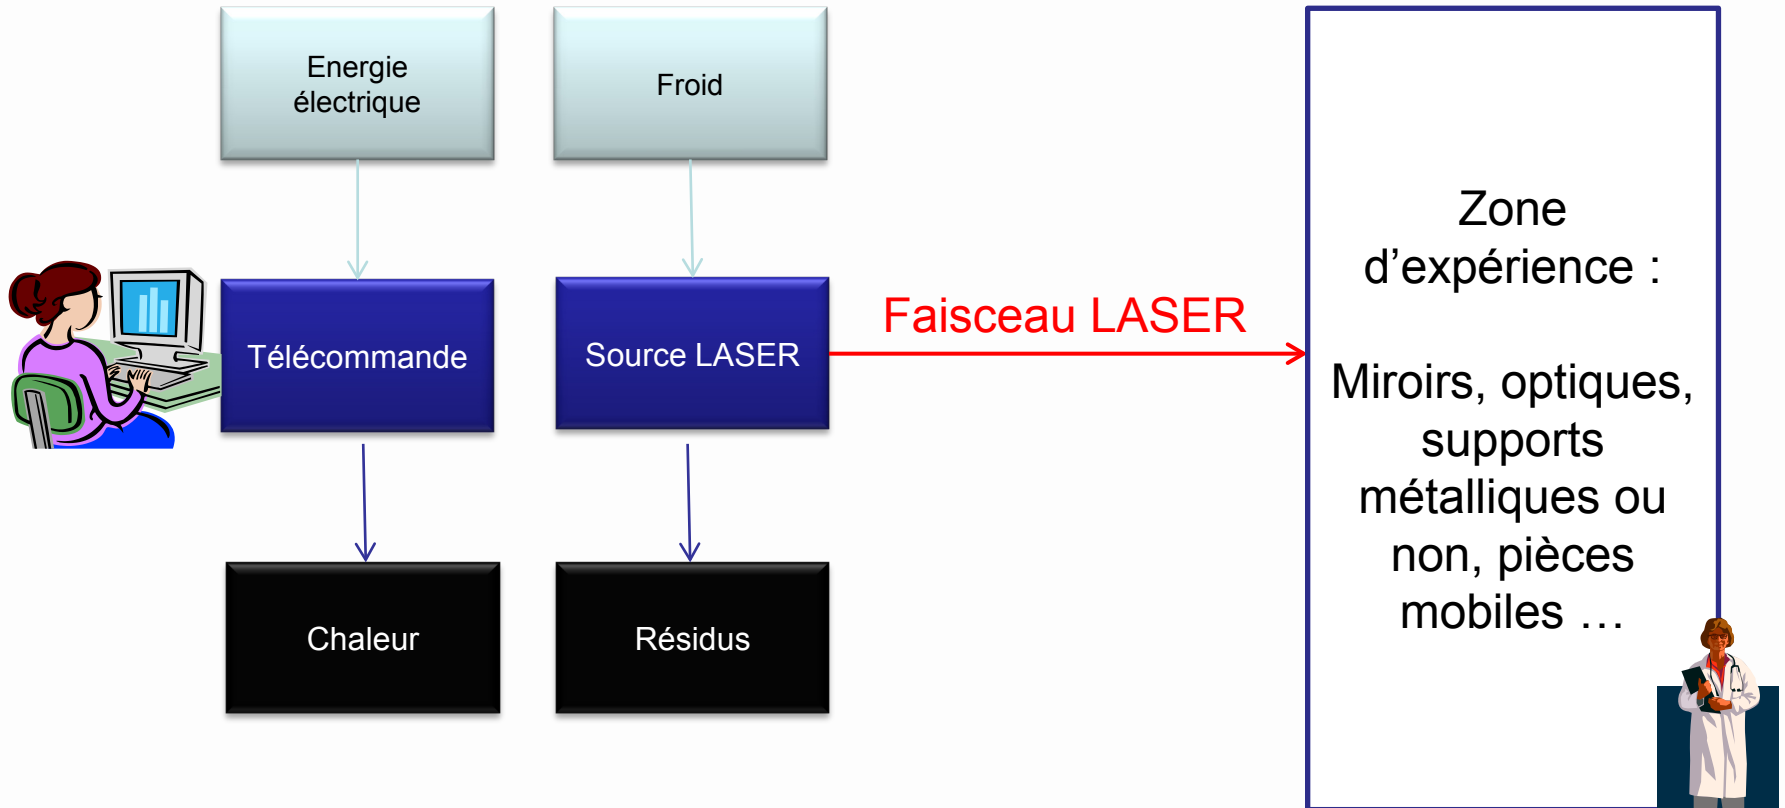 Energie
électrique
Froid
Télécommande
Source LASER
Faisceau LASER
Chaleur
Résidus
Zone
d’expérience :
Miroirs, optiques,
supports
métalliques ou
non, pièces
mobiles …